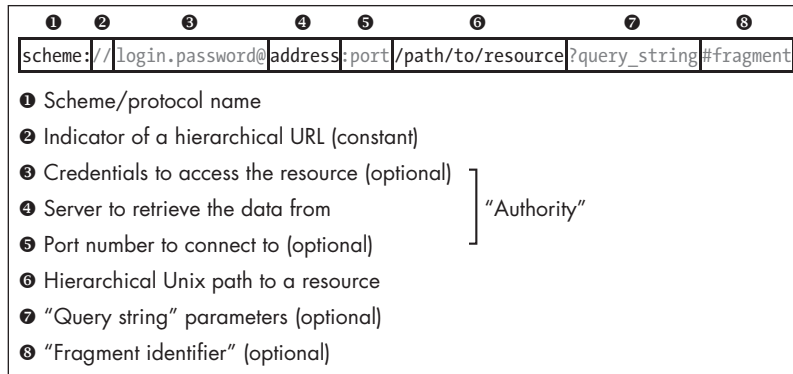 ❶ ❷ ❸ ❹ ❺ ❻ ❼ ❽
scheme://login.password@address:port/path/to/resource?query_string#fragment
❶ Scheme/protocol name
❷ Indicator of a hierarchical URL (constant)
❸ Credentials to access the resource (optional)
❹ Server to retrieve the data from
“Authority”
❺ Port number to connect to (optional)
❻ Hierarchical Unix path to a resource
❼ “Query string” parameters (optional)
❽ “Fragment identifier” (optional)